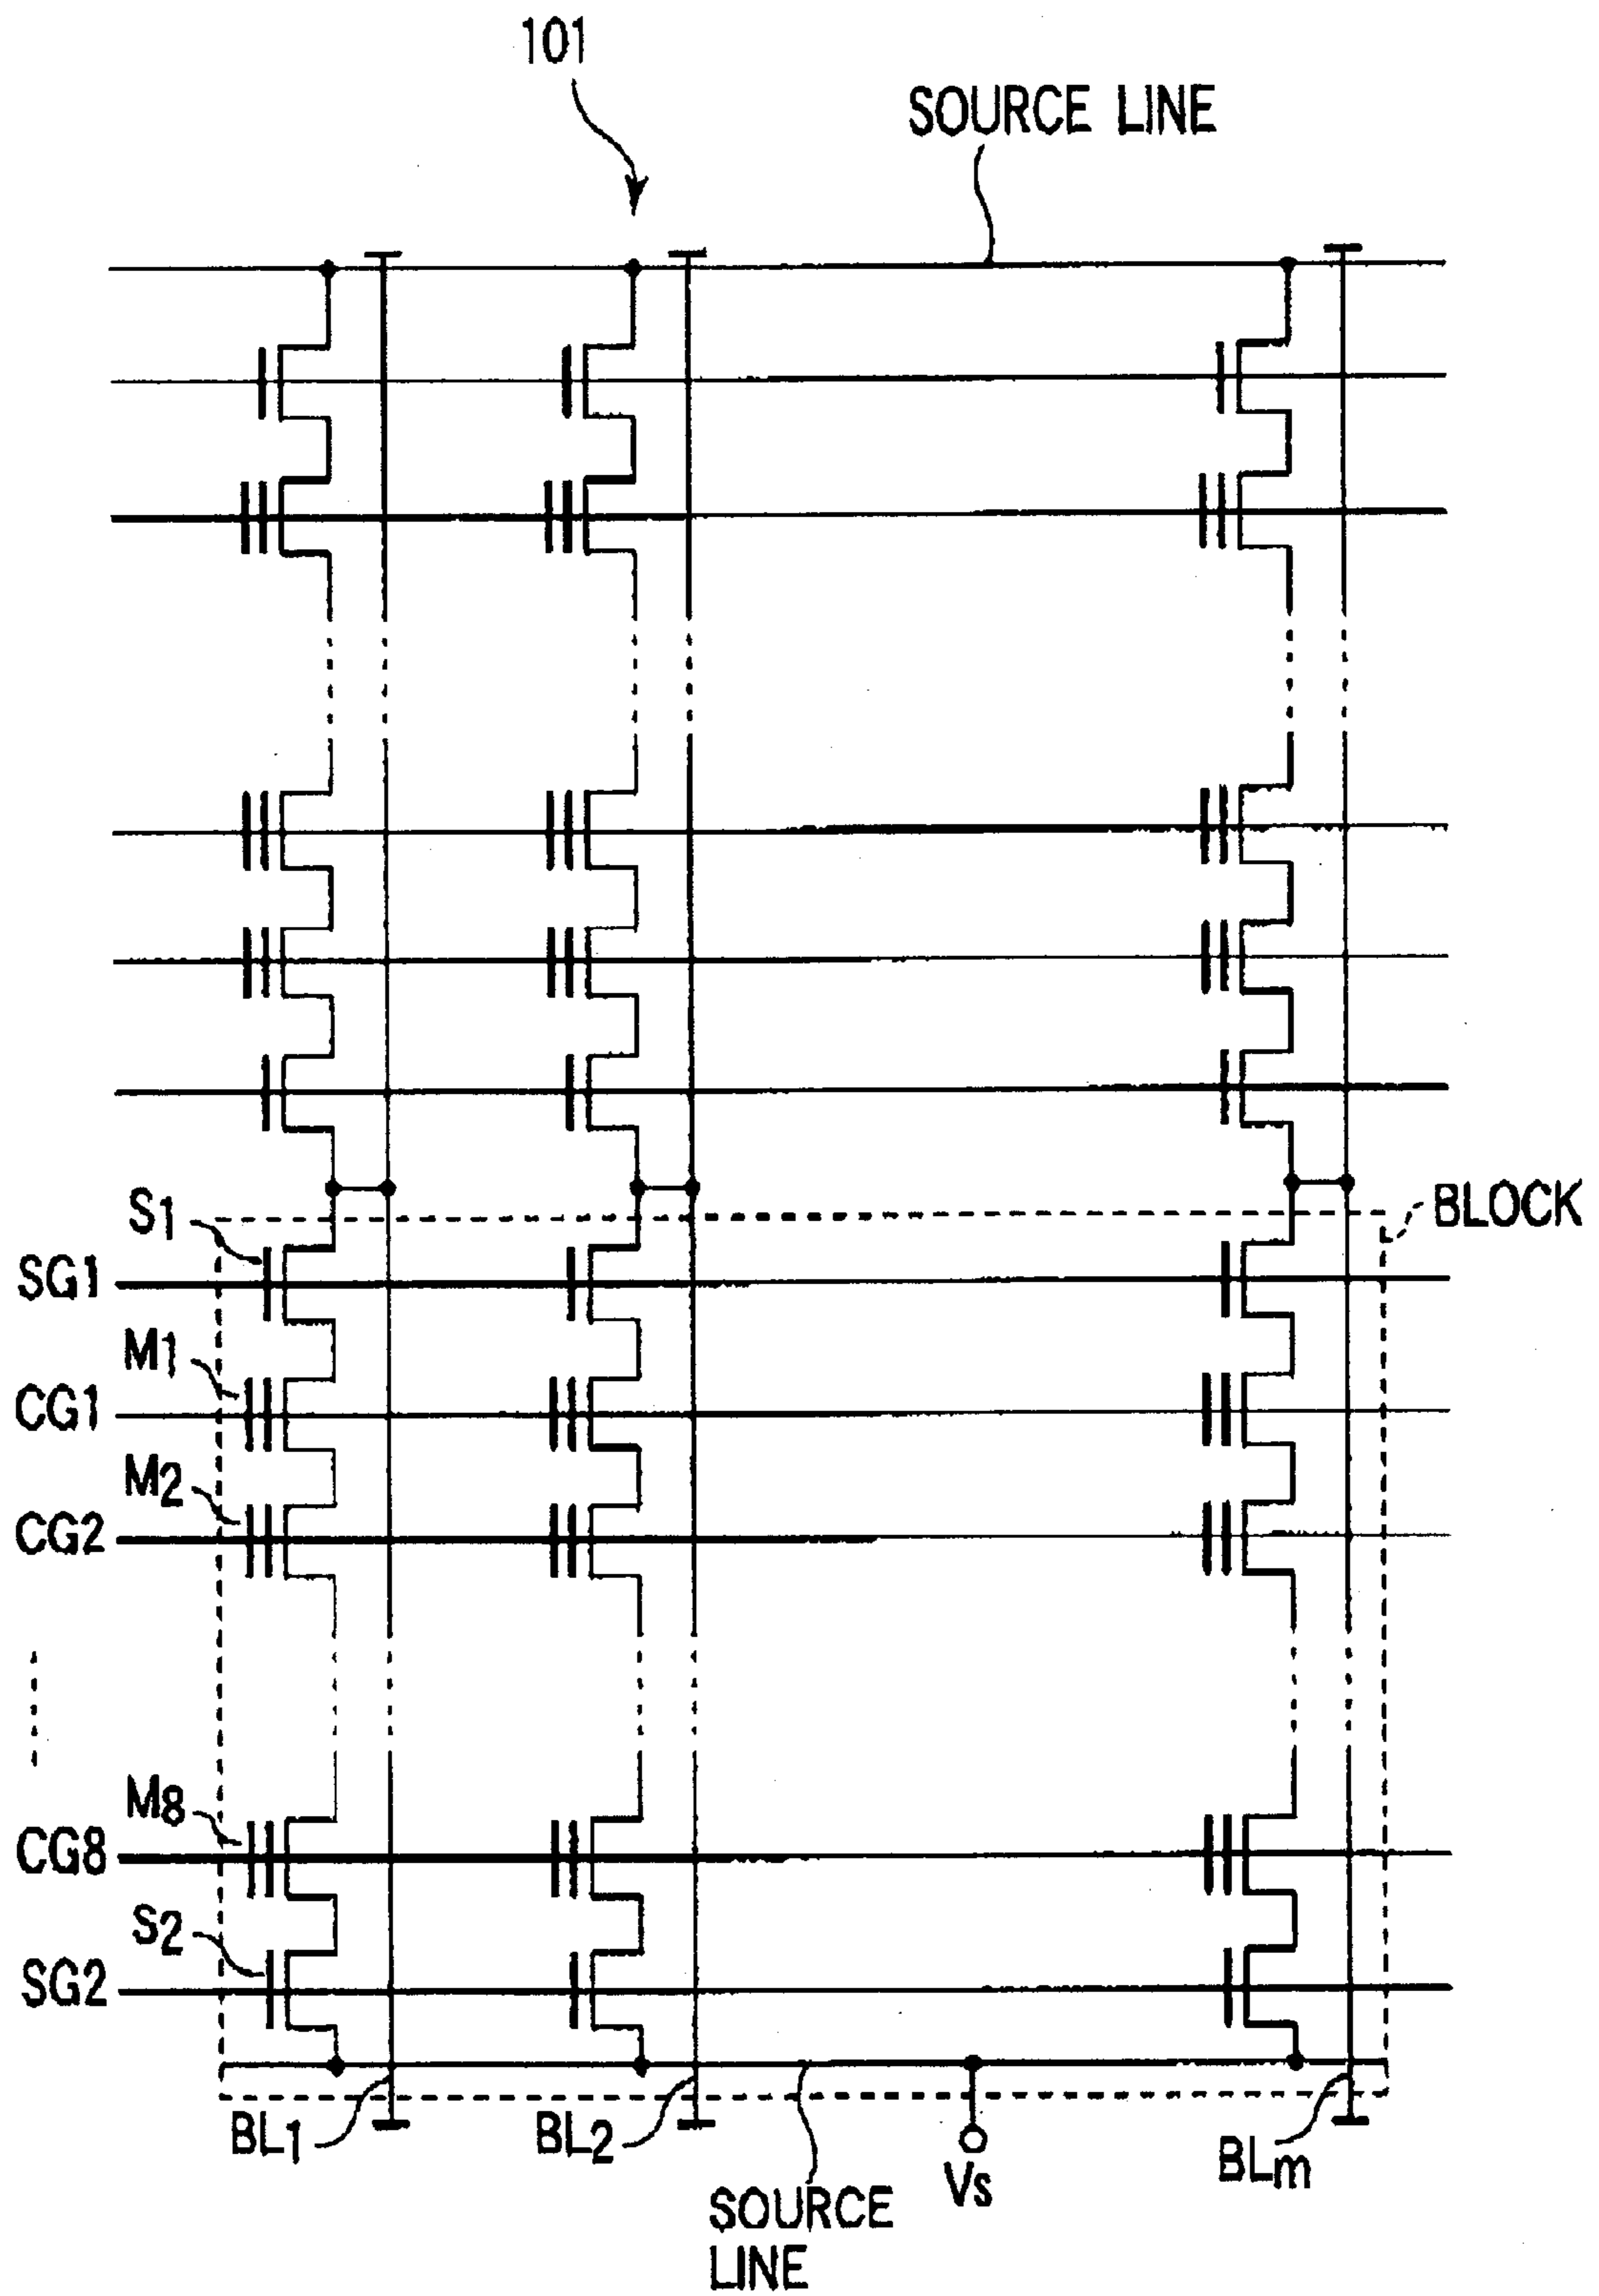 101
SOURCE LINE
BLOCK
S1
SG1
M1
CG1
M2
CG2
M8
CG8
S2
SG2
BL1
BL2
Vs
BLm
SOURCE
LINE